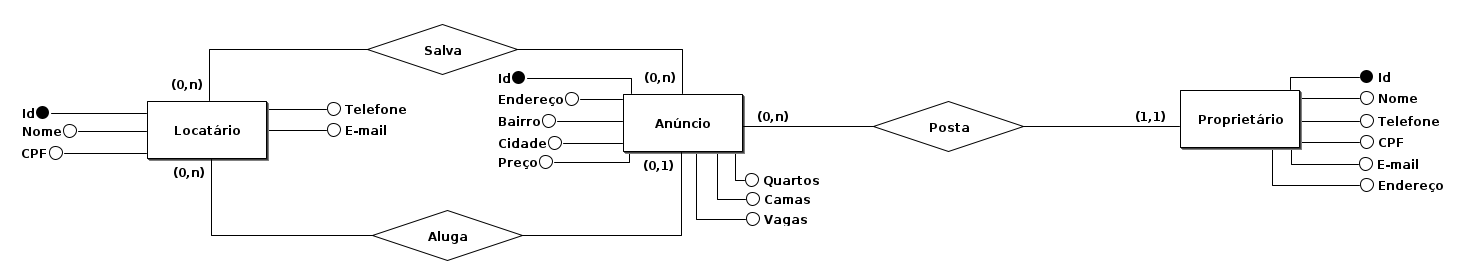 Salva
(0,n)
(0,n)
Id
Nome
CPF
Locatário
Telefone
E-mail
(0,n)
Id
Endereço
Bairro
Cidade
Preço
Anúncio
(0,1)
Quartos
Camas
Vagas
Aluga
(0,n)
Posta
(1,1)
Proprietário
Id
Nome
Telefone
CPF
E-mail
Endereço